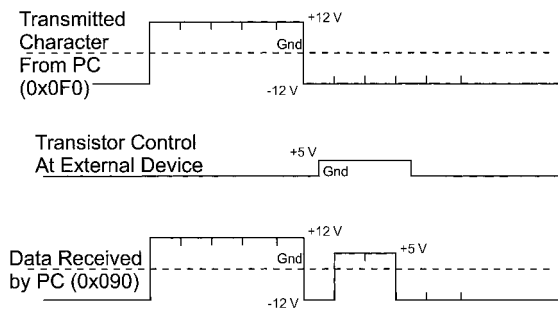 Transmitted
Character
From PC
(0x0F0)
+12 V
Gnd
-12 V
Transistor Control
At External Device
+5 V
Gnd
Data Received
by PC (0x090)
+12 V
Gnd
+5 V
-12 V